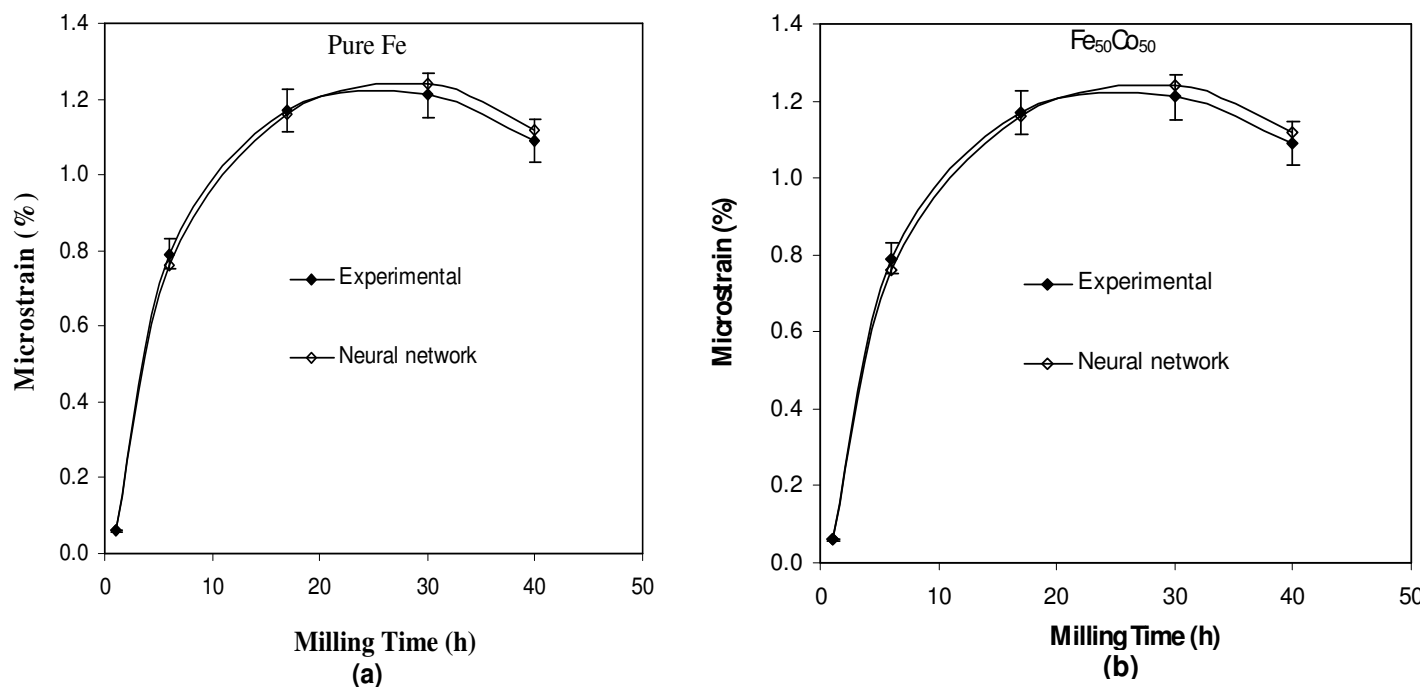 Pure Fe
1.4
1.2
1.0
0.8
0.6
0.4
0.2
0.0
Microstrain (%)
Experimental
Neural network
0 10 20 30 40 50
Milling Time (h)
(a)
Fe₅₀Co₅₀
1.4
1.2
1.0
0.8
0.6
0.4
0.2
0.0
Microstrain (%)
Experimental
Neural network
0 10 20 30 40 50
Milling Time (h)
(b)